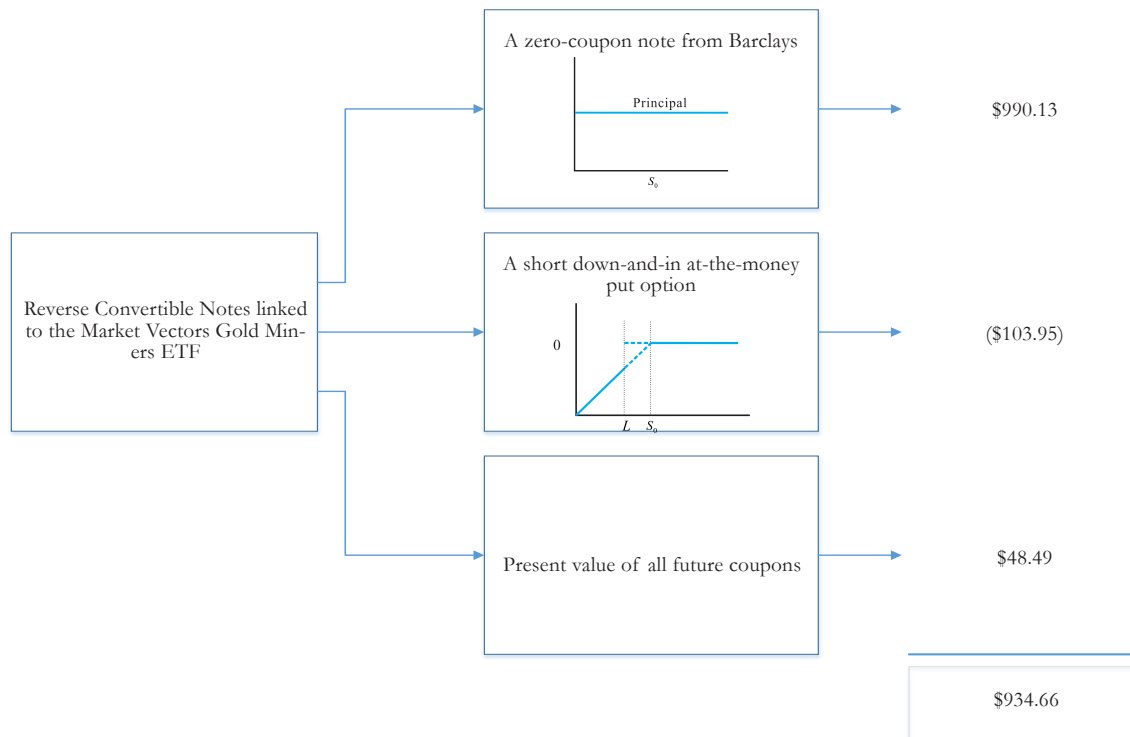 A zero-coupon note from Barclays
Principal
S₀
$990.13
Reverse Convertible Notes linked
to the Market Vectors Gold Min-
ers ETF
A short down-and-in at-the-money
put option
0
L S₀
($103.95)
Present value of all future coupons
$48.49
$934.66